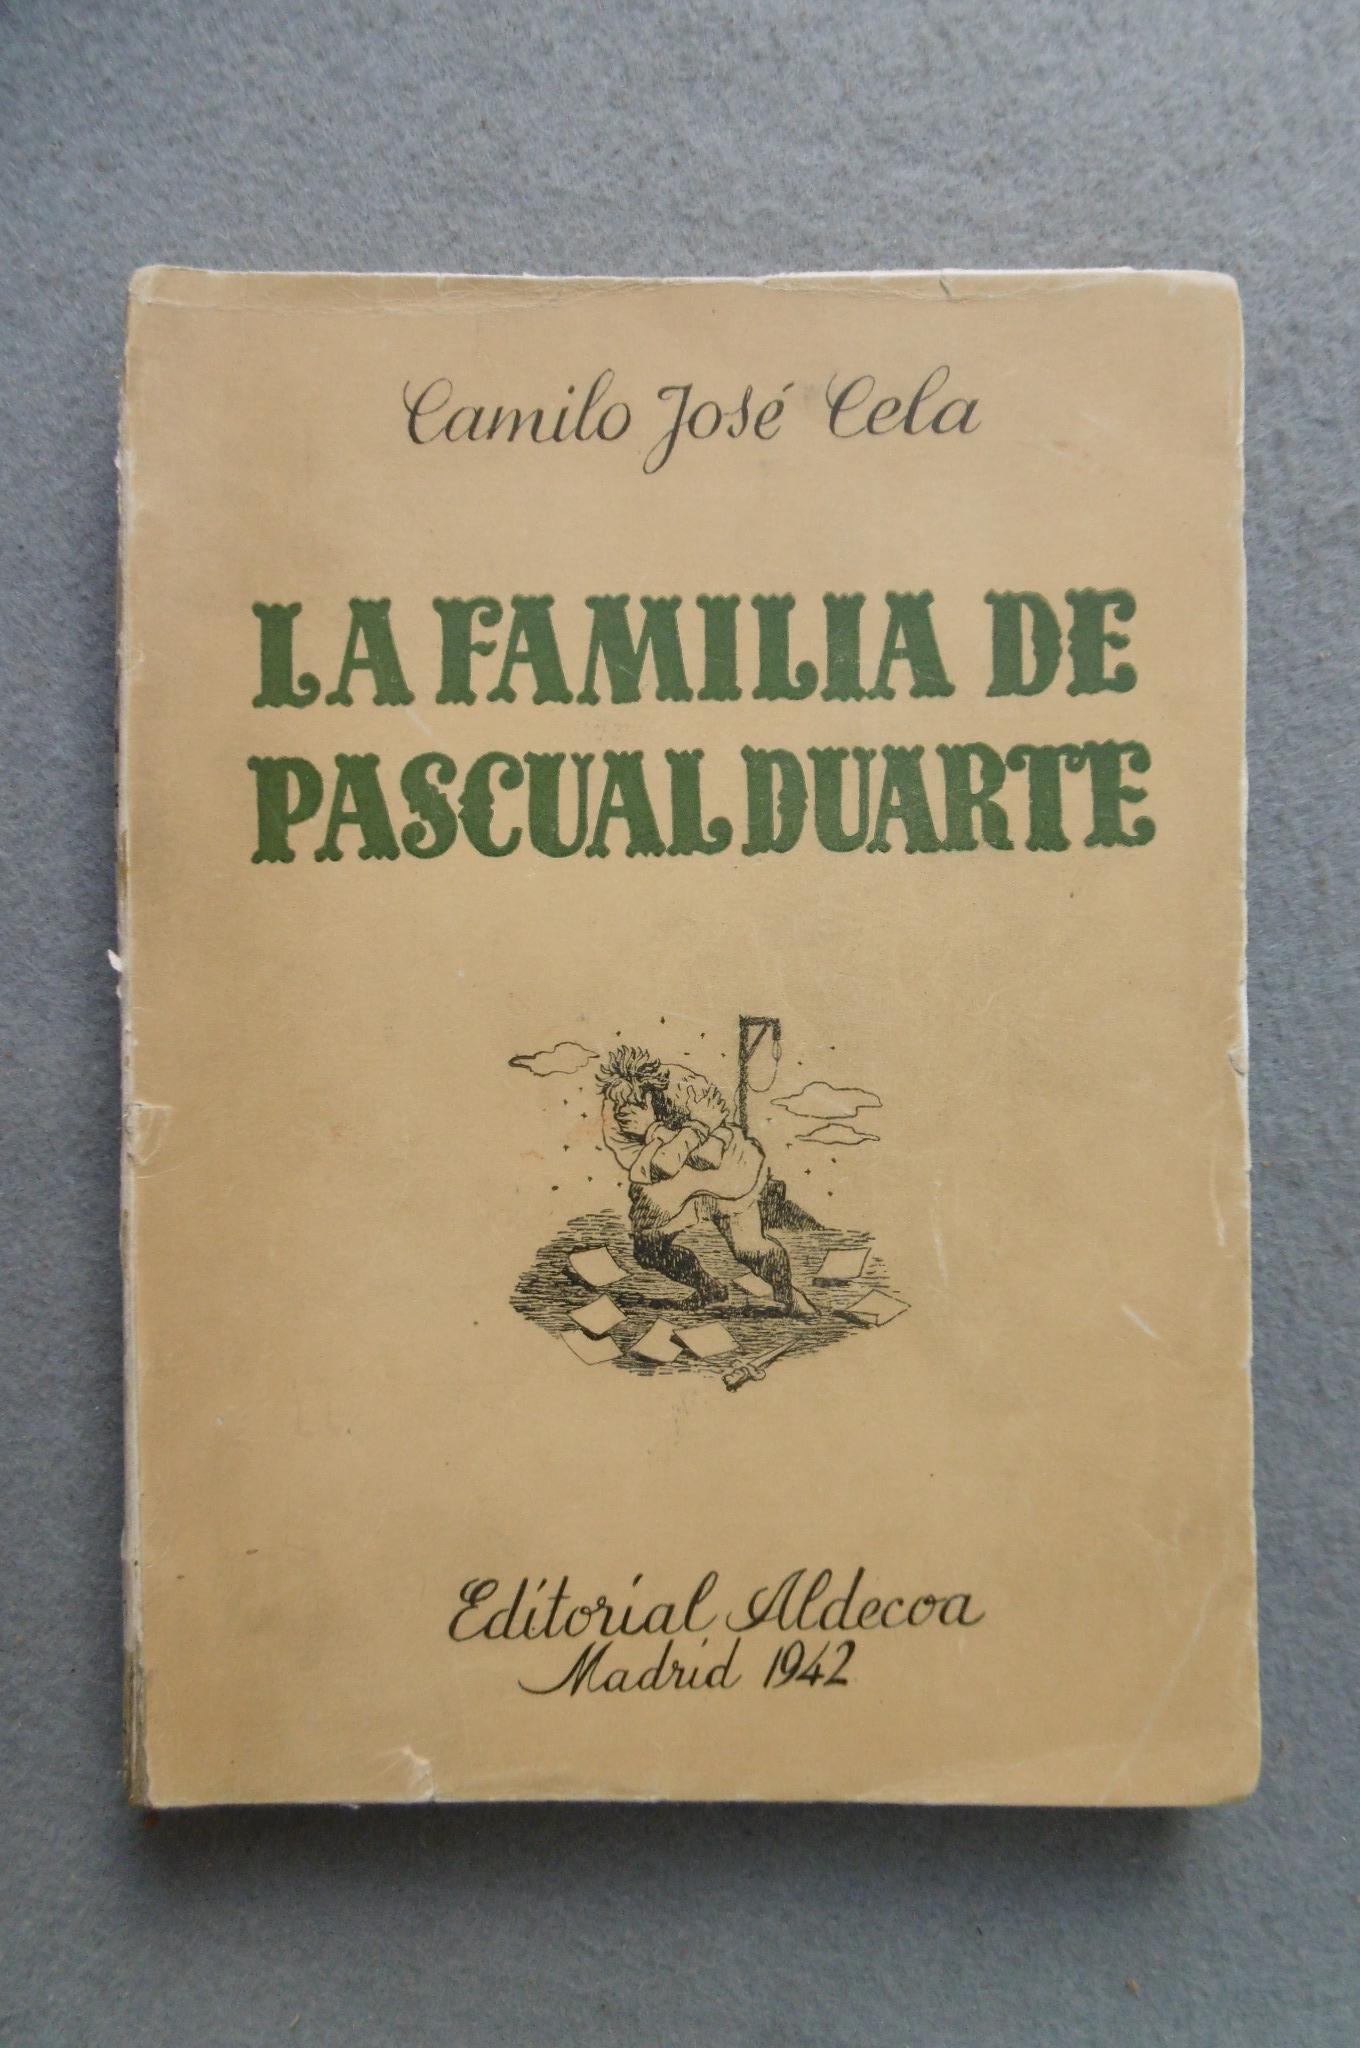 Camilo José Cela
LA FAMILIA DE
PASCUAL DUARTE
Editorial Aldecoa
Madrid 1942